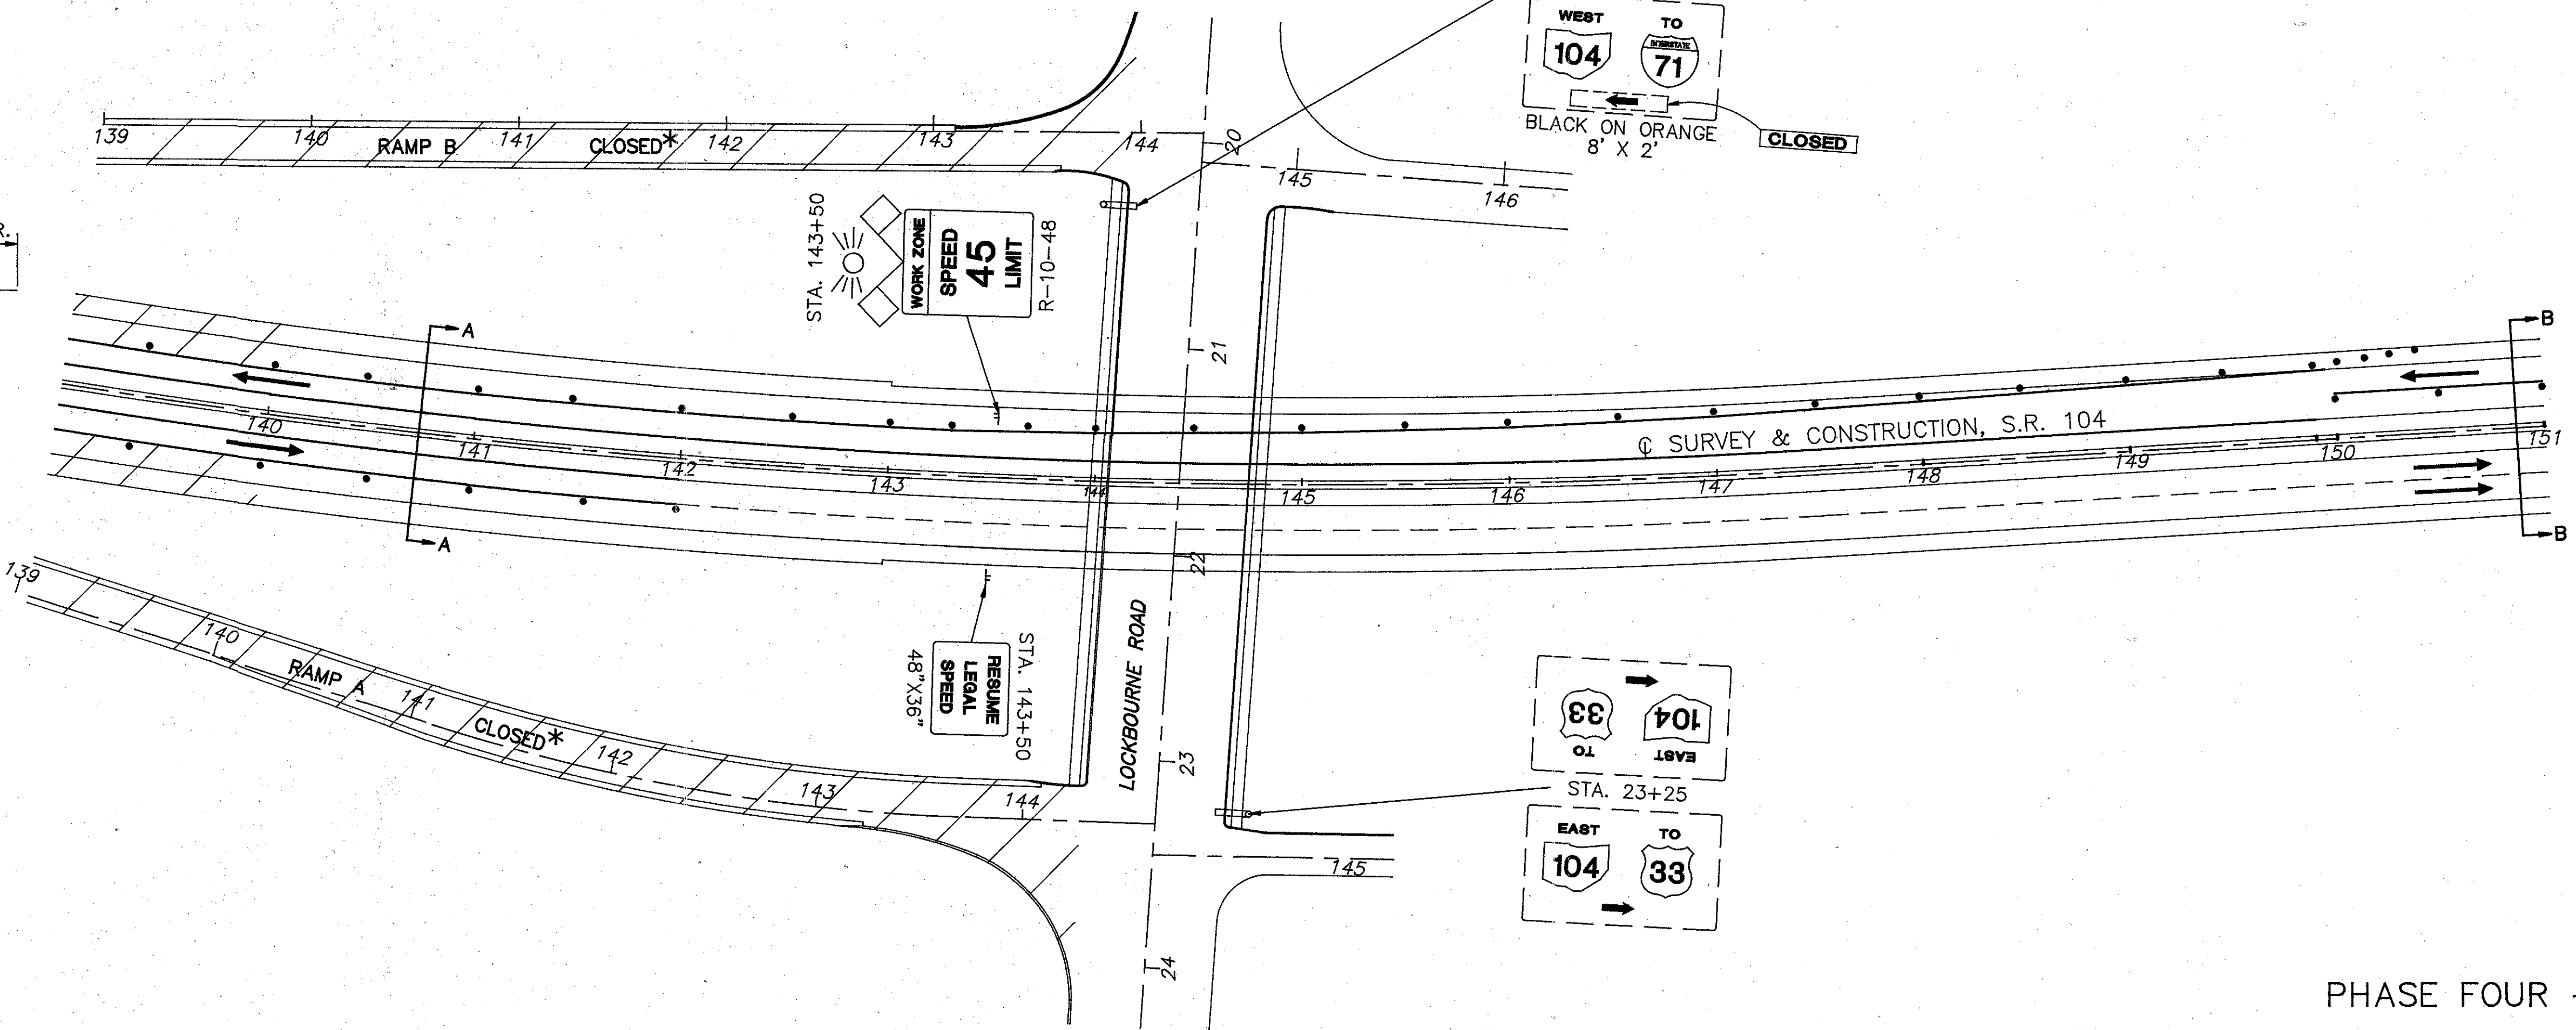 WEST TO
104 INTERSTATE 71
BLACK ON ORANGE
8' X 2'
CLOSED
139 140 RAMP B 141 CLOSED* 142 143 144 20
145 146
R.
STA. 143+50
WORK ZONE
SPEED
45
LIMIT
R-10-48
A
21
B
140 141 142 143 144 145 146 147 148 149 150 151
℄ SURVEY & CONSTRUCTION, S.R. 104
A
22
B
139 140 RAMP A 141 CLOSED* 142 143 144
STA. 143+50
RESUME
LEGAL
SPEED
48"X36"
LOCKBOURNE ROAD
23
EAST TO
104 33
STA. 23+25
EAST TO
104 33
145
24
PHASE FOUR -